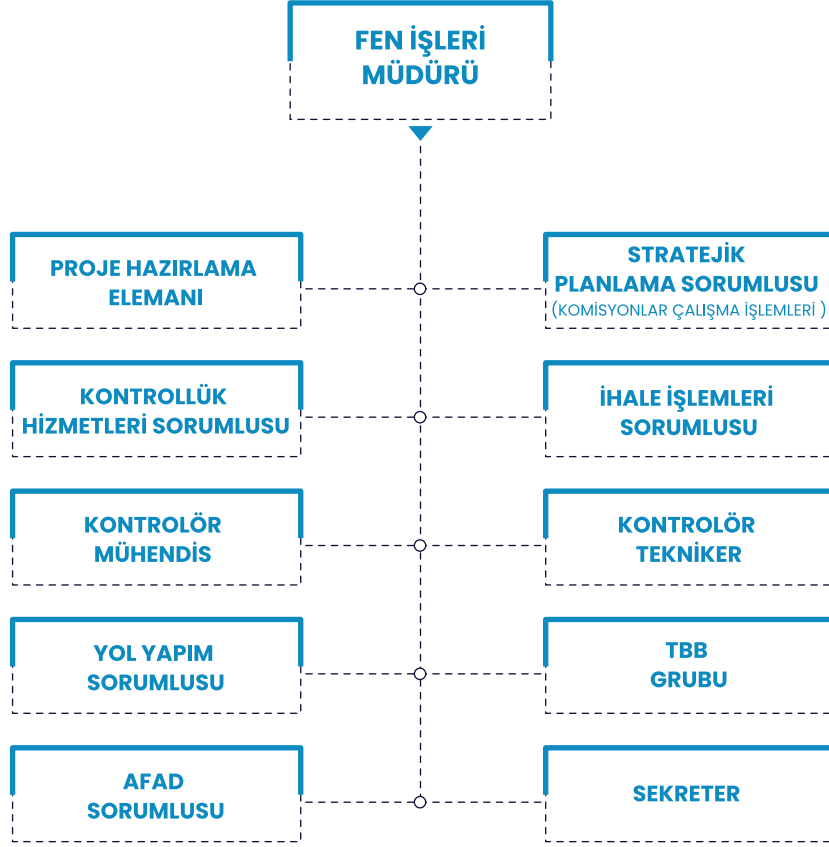 FEN İŞLERİ
MÜDÜRÜ
PROJE HAZIRLAMA
ELEMANI
STRATEJİK
PLANLAMA SORUMLUSU
(KOMİSYONLAR ÇALIŞMA İŞLEMLERİ )
KONTROLLÜK
HİZMETLERİ SORUMLUSU
İHALE İŞLEMLERİ
SORUMLUSU
KONTROLÖR
MÜHENDİS
KONTROLÖR
TEKNİKER
YOL YAPIM
SORUMLUSU
TBB
GRUBU
AFAD
SORUMLUSU
SEKRETER